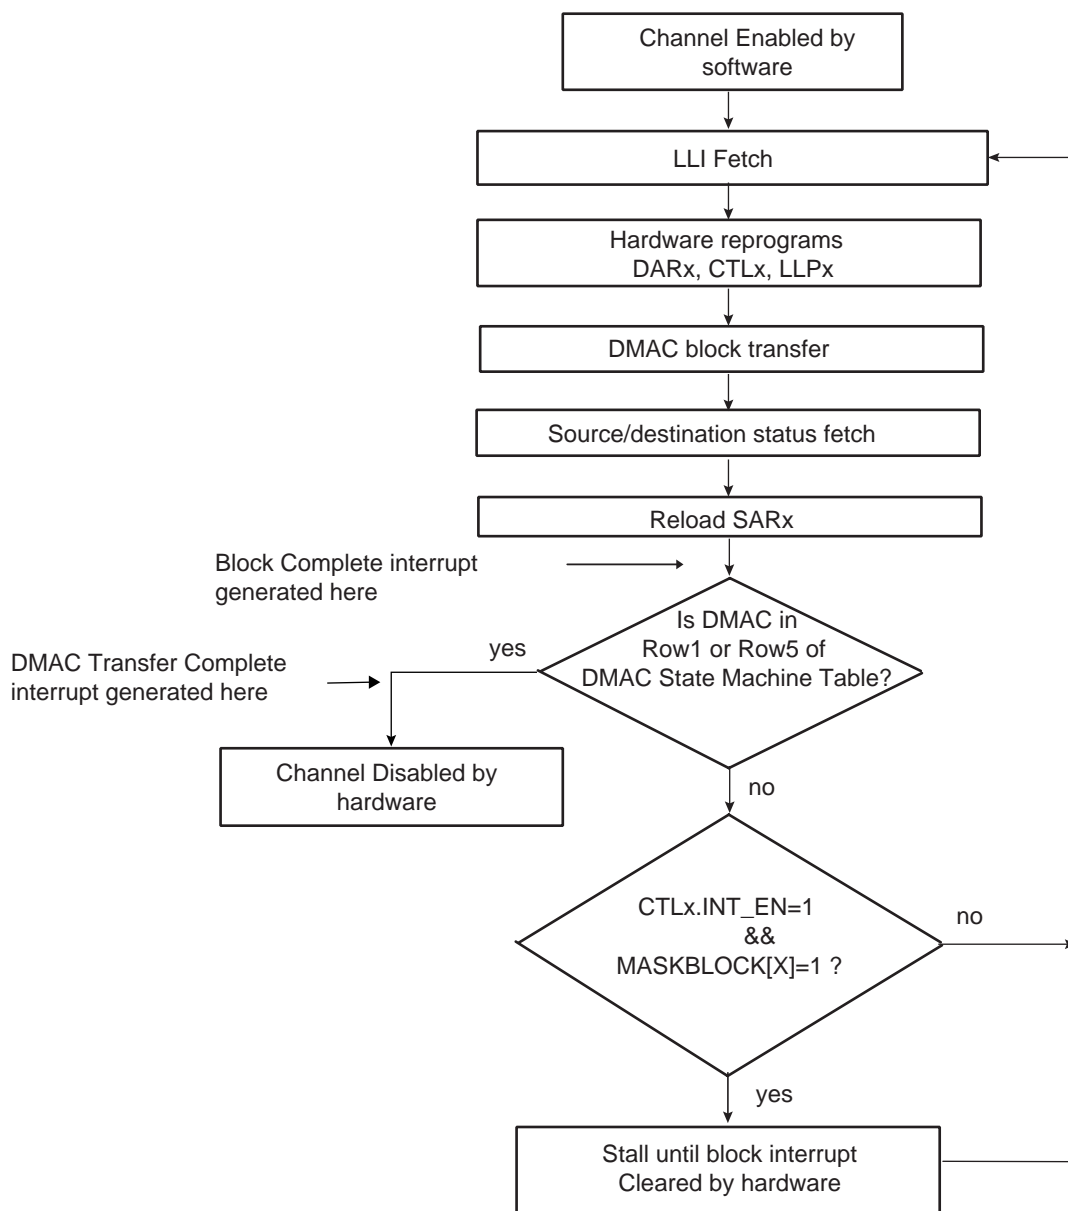 Channel Enabled by
software
LLI Fetch
Hardware reprograms
DARx, CTLx, LLPx
DMAC block transfer
Source/destination status fetch
Reload SARx
Block Complete interrupt
generated here
Is DMAC in
Row1 or Row5 of
DMAC State Machine Table?
yes
DMAC Transfer Complete
interrupt generated here
Channel Disabled by
hardware
no
CTLx.INT_EN=1
&&
MASKBLOCK[X]=1 ?
no
yes
Stall until block interrupt
Cleared by hardware